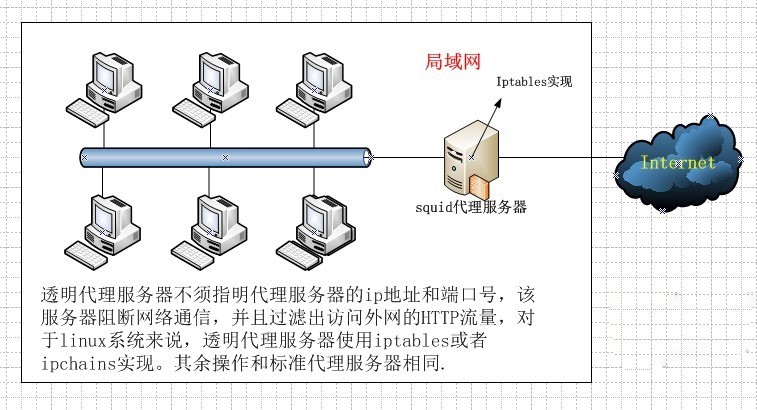 局域网
Iptables实现
Internet
squid代理服务器
透明代理服务器不须指明代理服务器的ip地址和端口号，该
服务器阻断网络通信，并且过滤出访问外网的HTTP流量，对
于linux系统来说，透明代理服务器使用iptables或者
ipchains实现。其余操作和标准代理服务器相同.